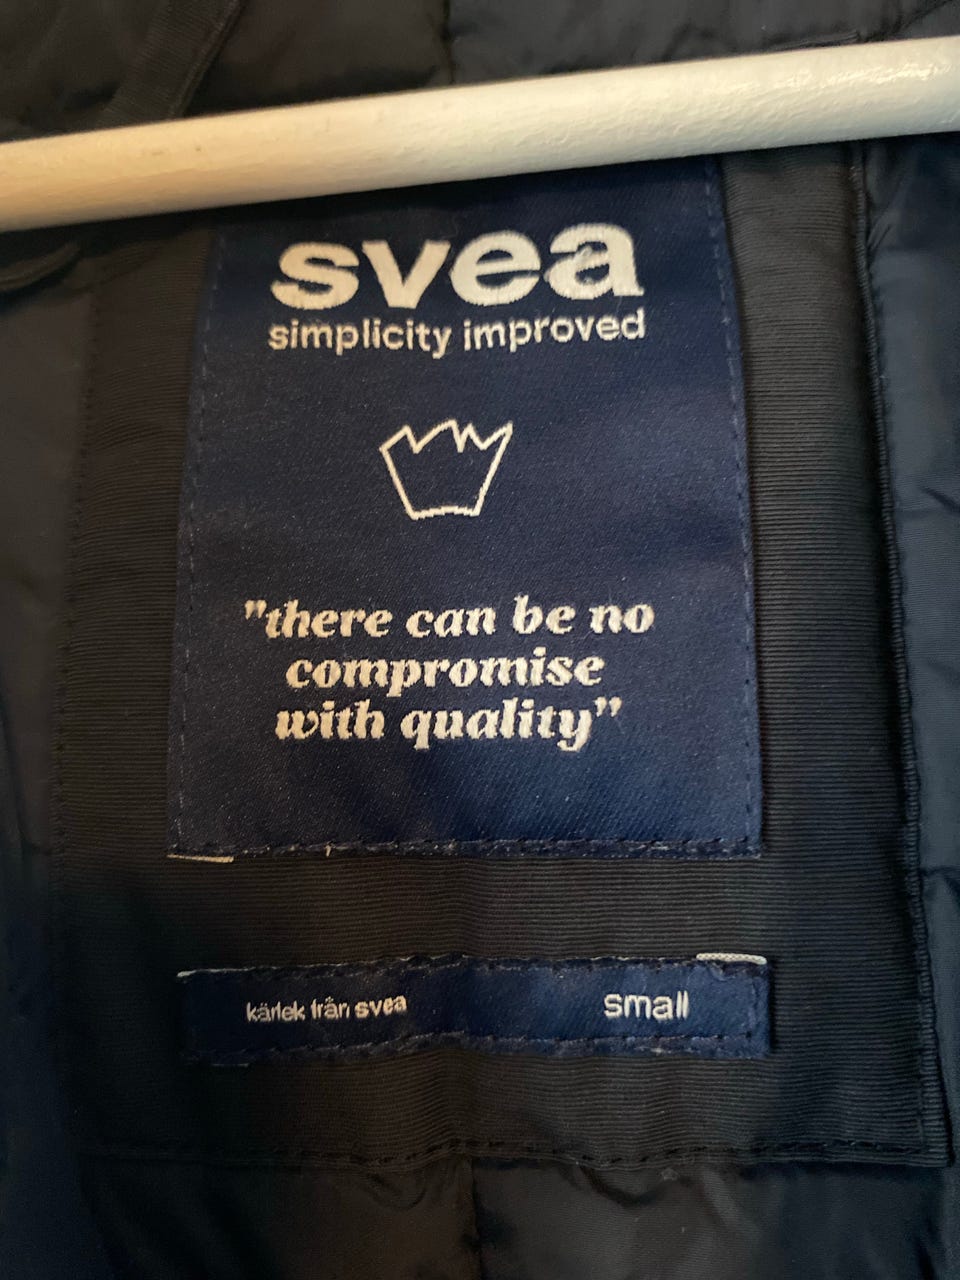 svea
simplicity improved
"there can be no
compromise
with quality”
kärlek från svea
small